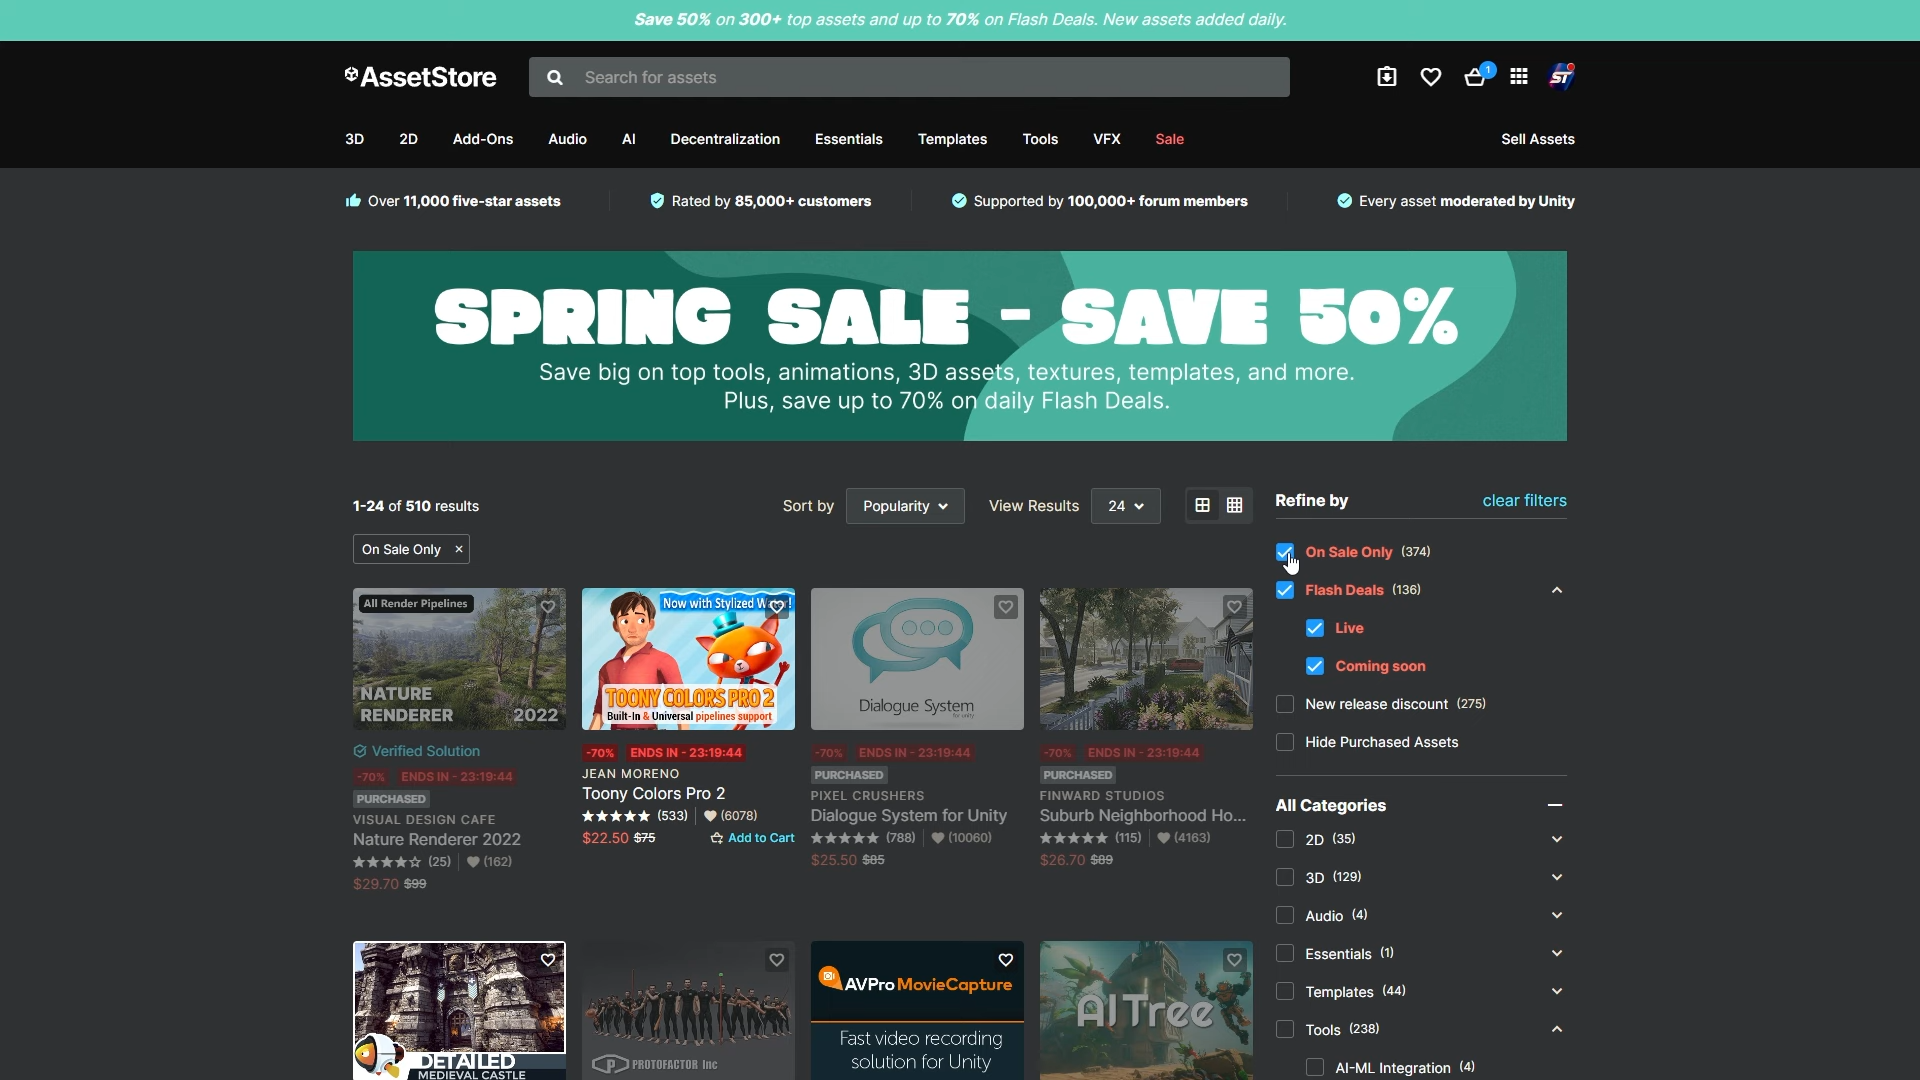 Save 50% on 300+ top assets and up to 70% on Flash Deals. New assets added daily.
AssetStore
Search for assets
1
ST
3D
2D
Add-Ons
Audio
AI
Decentralization
Essentials
Templates
Tools
VFX
Sale
Sell Assets
Over 11,000 five-star assets
Rated by 85,000+ customers
Supported by 100,000+ forum members
Every asset moderated by Unity
SPRING SALE - SAVE 50%
Save big on top tools, animations, 3D assets, textures, templates, and more.
Plus, save up to 70% on daily Flash Deals.
1-24 of 510 results
Sort by
Popularity
View Results
24
On Sale Only ×
All Render Pipelines
NATURE
RENDERER 2022
Verified Solution
-70% ENDS IN - 23:19:44
PURCHASED
VISUAL DESIGN CAFE
Nature Renderer 2022
(25) (162)
$29.70 $99
Now with Stylized Water!
TOONY COLORS PRO 2
Built-In & Universal pipelines support
-70% ENDS IN - 23:19:44
JEAN MORENO
Toony Colors Pro 2
(533) (6078)
$22.50 $75
Add to Cart
Dialogue System
for unity
-70% ENDS IN - 23:19:44
PURCHASED
PIXEL CRUSHERS
Dialogue System for Unity
(788) (10060)
$25.50 $85
-70% ENDS IN - 23:19:44
PURCHASED
FINWARD STUDIOS
Suburb Neighborhood Ho...
(115) (4163)
$26.70 $89
DETAILED
MEDIEVAL CASTLE
PROTOFACTOR Inc
AVPro MovieCapture
Fast video recording
solution for Unity
AI Tree
Refine by
clear filters
On Sale Only (374)
Flash Deals (136)
Live
Coming soon
New release discount (275)
Hide Purchased Assets
All Categories
2D (35)
3D (129)
Audio (4)
Essentials (1)
Templates (44)
Tools (238)
AI-ML Integration (4)